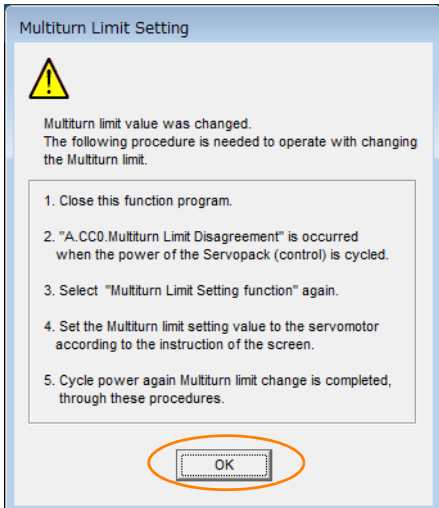 Multiturn Limit Setting
Multiturn limit value was changed.
The following procedure is needed to operate with changing
the Multiturn limit.
1. Close this function program.
2. "A.CC0.Multiturn Limit Disagreement" is occurred
when the power of the Servopack (control) is cycled.
3. Select  "Multiturn Limit Setting function" again.
4. Set the Multiturn limit setting value to the servomotor
according to the instruction of the screen.
5. Cycle power again Multiturn limit change is completed,
through these procedures.
OK